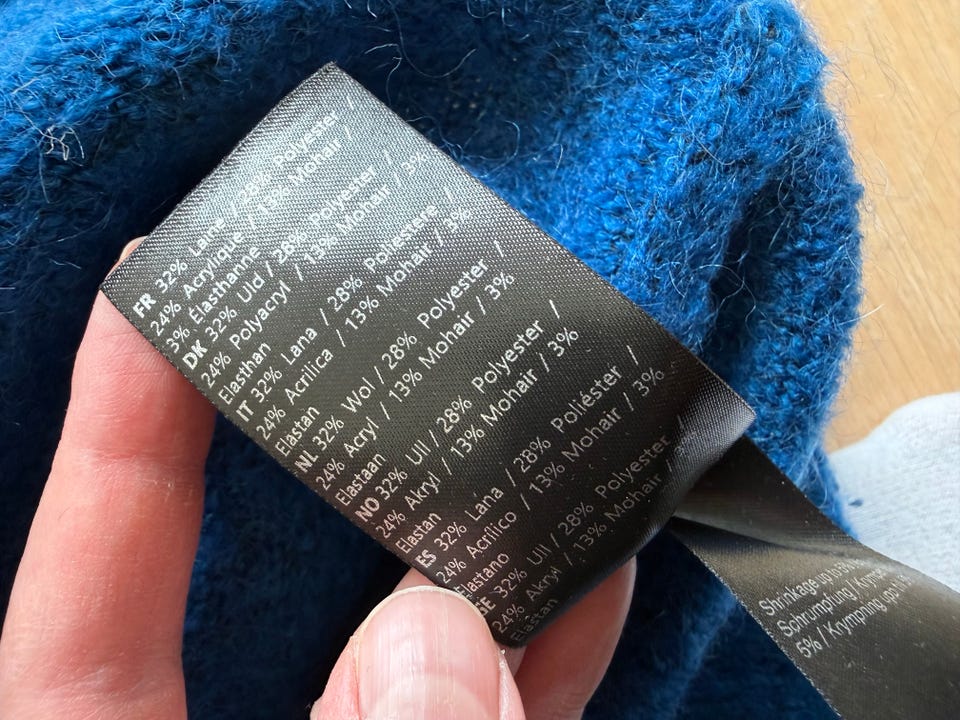 FR 32% Laine / 28% Polyester
24% Acrylique / 13% Mohair /
3% Élasthanne
DK 32% Uld / 28% Polyester /
24% Polyacryl / 13% Mohair / 3%
Elasthan
IT 32% Lana / 28% Poliestere /
24% Acrilica / 13% Mohair / 3%
Elastan
NL 32% Wol / 28% Polyester /
24% Acryl / 13% Mohair / 3%
Elastaan
NO 32% Ull / 28% Polyester /
24% Akryl / 13% Mohair / 3%
Elastan
ES 32% Lana / 28% Poliéster /
24% Acrílico / 13% Mohair / 3%
Elastano
SE 32% Ull / 28% Polyester
24% Akryl / 13% Mohair /
Elastan
Shrinkage up to
Schrumpfung /
5% / Krympning